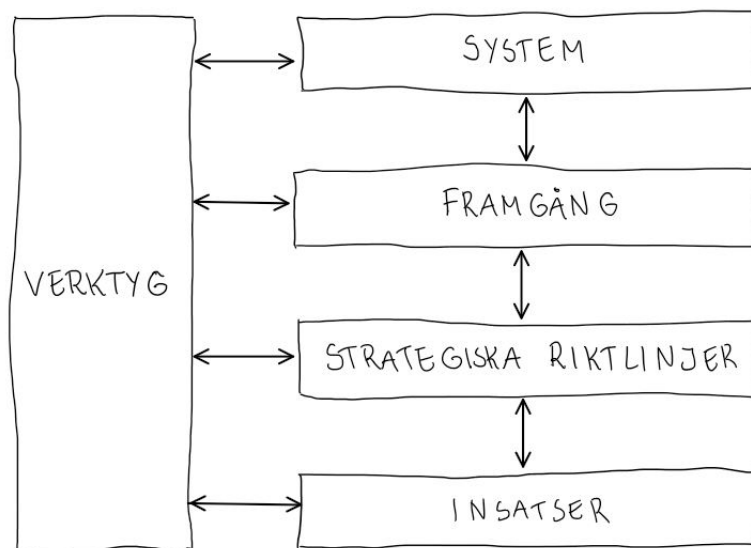 SYSTEM
FRAMGÅNG
VERKTYG
STRATEGISKA RIKTLINJER
INSATSER